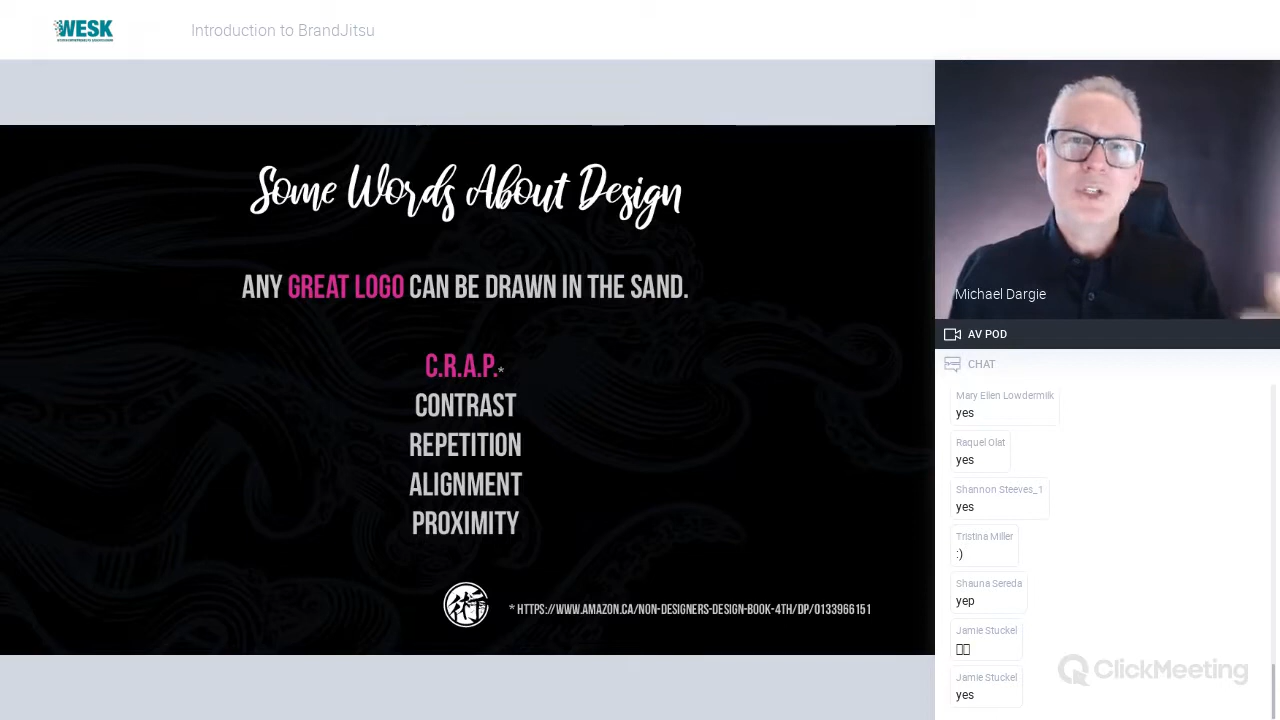 WESK
Introduction to BrandJitsu
Some Words About Design
ANY GREAT LOGO CAN BE DRAWN IN THE SAND.
C.R.A.P.*
CONTRAST
REPETITION
ALIGNMENT
PROXIMITY
術
* HTTPS://WWW.AMAZON.CA/NON-DESIGNERS-DESIGN-BOOK-4TH/DP/0133966151
Michael Dargie
AV POD
CHAT
Mary Ellen Lowdermilk
yes
Raquel Olat
yes
Shannon Steeves_1
yes
Tristina Miller
:)
Shauna Sereda
yep
Jamie Stuckel
Jamie Stuckel
yes
ClickMeeting